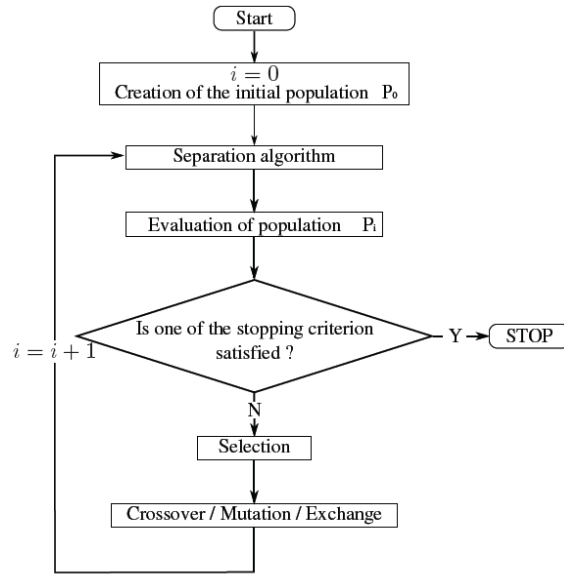 Start
i = 0
Creation of the initial population P₀
Separation algorithm
Evaluation of population Pᵢ
Is one of the stopping criterion
satisfied ?
Y
STOP
i = i + 1
N
Selection
Crossover / Mutation / Exchange